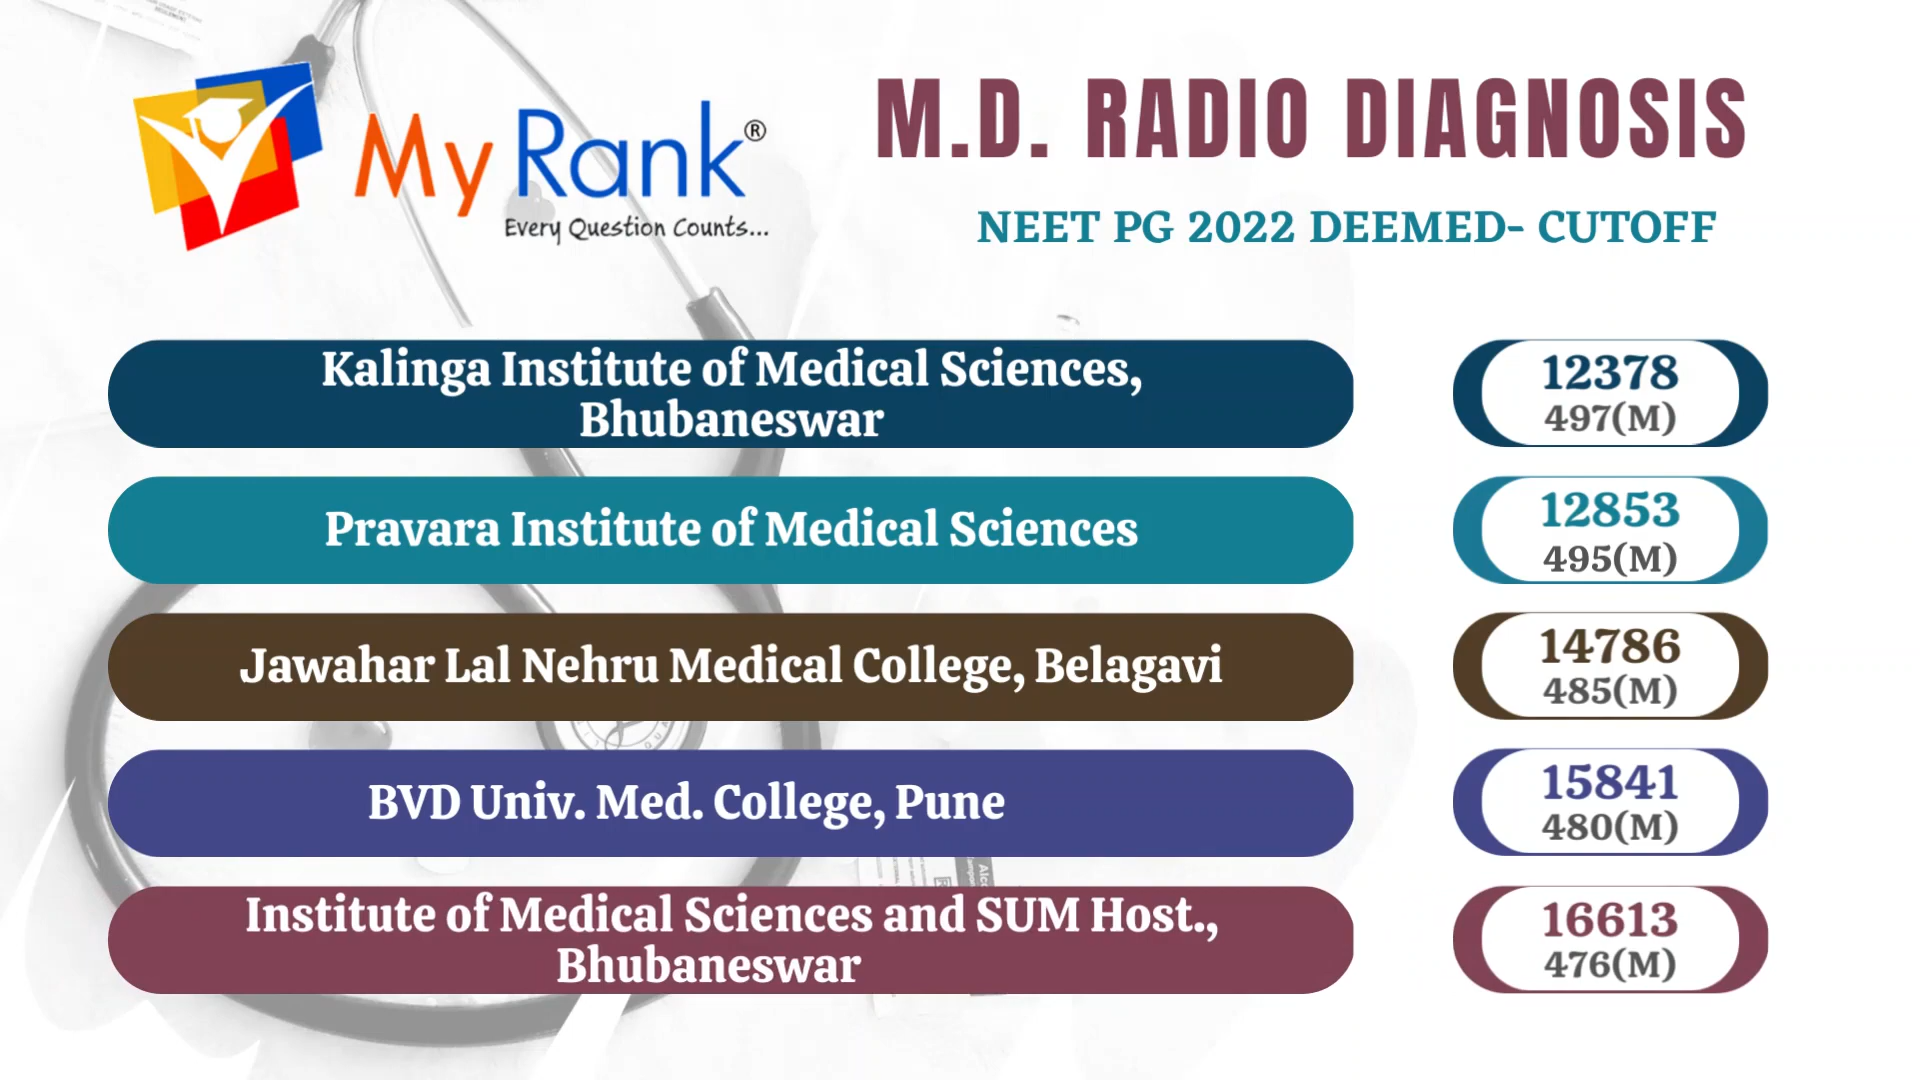 My Rank®
Every Question Counts...
M.D. RADIO DIAGNOSIS
NEET PG 2022 DEEMED- CUTOFF
Kalinga Institute of Medical Sciences,
Bhubaneswar
12378
497(M)
Pravara Institute of Medical Sciences
12853
495(M)
Jawahar Lal Nehru Medical College, Belagavi
14786
485(M)
BVD Univ. Med. College, Pune
15841
480(M)
Institute of Medical Sciences and SUM Host.,
Bhubaneswar
16613
476(M)